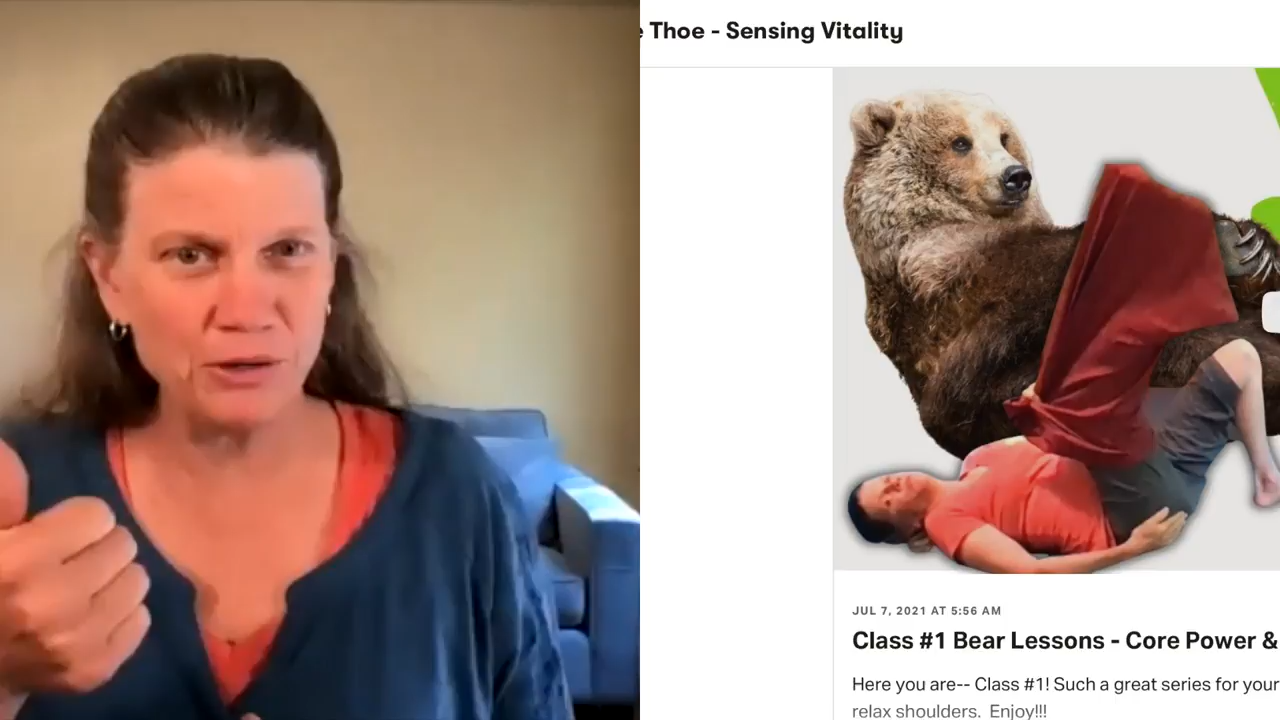 Thoe - Sensing Vitality
JUL 7, 2021 AT 5:56 AM
Class #1 Bear Lessons - Core Power &
Here you are-- Class #1! Such a great series for your
relax shoulders. Enjoy!!!